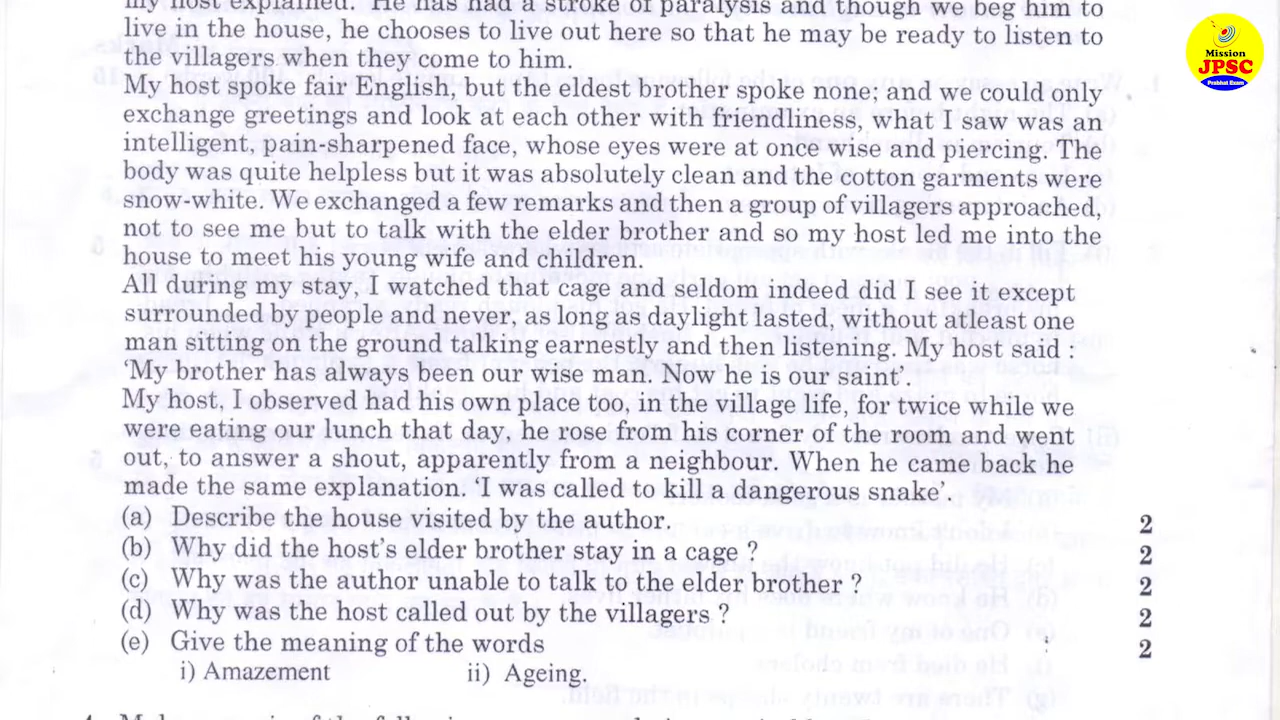 my host explained. He has had a stroke of paralysis and though we beg him to
live in the house, he chooses to live out here so that he may be ready to listen to
the villagers when they come to him.
My host spoke fair English, but the eldest brother spoke none; and we could only
exchange greetings and look at each other with friendliness, what I saw was an
intelligent, pain-sharpened face, whose eyes were at once wise and piercing. The
body was quite helpless but it was absolutely clean and the cotton garments were
snow-white. We exchanged a few remarks and then a group of villagers approached,
not to see me but to talk with the elder brother and so my host led me into the
house to meet his young wife and children
All during my stay, I watched that cage and seldom indeed did I see it except
surrounded by people and never, as long as daylight lasted, without atleast one
man sitting on the ground talking earnestly and then listening. My host said :
'My brother has always been our wise man. Now he is our saint'.
My host, I observed had his own place too, in the village life, for twice while we
were eating our lunch that day, he rose from his corner of the room and went
out, to answer a shout, apparently from a neighbour. When he came back he
made the same explanation, 'I was called to kill a dangerous snake'.
(a) Describe the house visited by the author. 2
(b) Why did the host's elder brother stay in a cage ? 2
(c) Why was the author unable to talk to the elder brother ? 2
(d) Why was the host called out by the villagers ? 2
(e) Give the meaning of the words 2
i) Amazement ii) Ageing.
Mission
JPSC